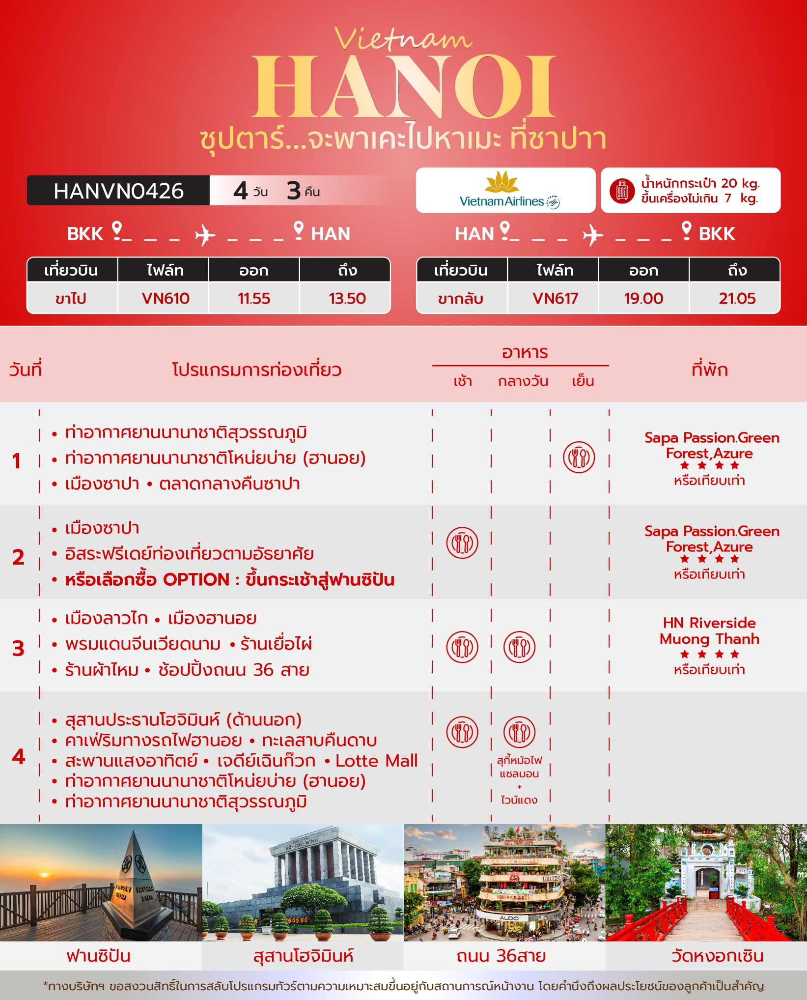 Vietnam
HANOI
ซุปตาร์...จะพาเคะไปหาเมะ ที่ซาปาา
HANVN0426 4 วัน 3 คืน
VietnamAirlines
SKYTEAM
น้ำหนักกระเป๋า 20 kg.
ขึ้นเครื่องไม่เกิน 7 kg.
BKK HAN
HAN BKK
เที่ยวบิน ไฟล์ท ออก ถึง
ขาไป VN610 11.55 13.50
เที่ยวบิน ไฟล์ท ออก ถึง
ขากลับ VN617 19.00 21.05
วันที่ โปรแกรมการท่องเที่ยว อาหาร ที่พัก
เช้า กลางวัน เย็น
1
• ท่าอากาศยานนานาชาติสุวรรณภูมิ
• ท่าอากาศยานนานาชาติโหน่ยบ่าย (ฮานอย)
• เมืองซาปา • ตลาดกลางคืนซาปา
Sapa Passion.Green
Forest,Azure
★ ★ ★ ★
หรือเทียบเท่า
2
• เมืองซาปา
• อิสระฟรีเดย์ท่องเที่ยวตามอัธยาศัย
• หรือเลือกซื้อ OPTION : ขึ้นกระเช้าสู่ฟานซิปัน
Sapa Passion.Green
Forest,Azure
★ ★ ★ ★
หรือเทียบเท่า
3
• เมืองลาวไก • เมืองฮานอย
• พรมแดนจีนเวียดนาม • ร้านเยื่อไผ่
• ร้านผ้าไหม • ช้อปปิ้งถนน 36 สาย
HN Riverside
Muong Thanh
★ ★ ★ ★
หรือเทียบเท่า
4
• สุสานประธานโฮจิมินห์ (ด้านนอก)
• คาเฟ่ริมทางรถไฟฮานอย • ทะเลสาบคืนดาบ
• สะพานแสงอาทิตย์ • เจดีย์เฉินก๊วก • Lotte Mall
• ท่าอากาศยานนานาชาติโหน่ยบ่าย (ฮานอย)
• ท่าอากาศยานนานาชาติสุวรรณภูมิ
สุกี้หม้อไฟ
แซลมอน
+
ไวน์แดง
FANSIPAN
HO-CHI-MINH
HIGHL
LEGEND BEER
ALDO
ฟานซิปัน
สุสานโฮจิมินห์
ถนน 36สาย
วัดหงอกเซิน
*ทางบริษัทฯ ขอสงวนสิทธิ์ในการสลับโปรแกรมทัวร์ตามความเหมาะสมขึ้นอยู่กับสถานการณ์หน้างาน โดยคำนึงถึงผลประโยชน์ของลูกค้าเป็นสำคัญ